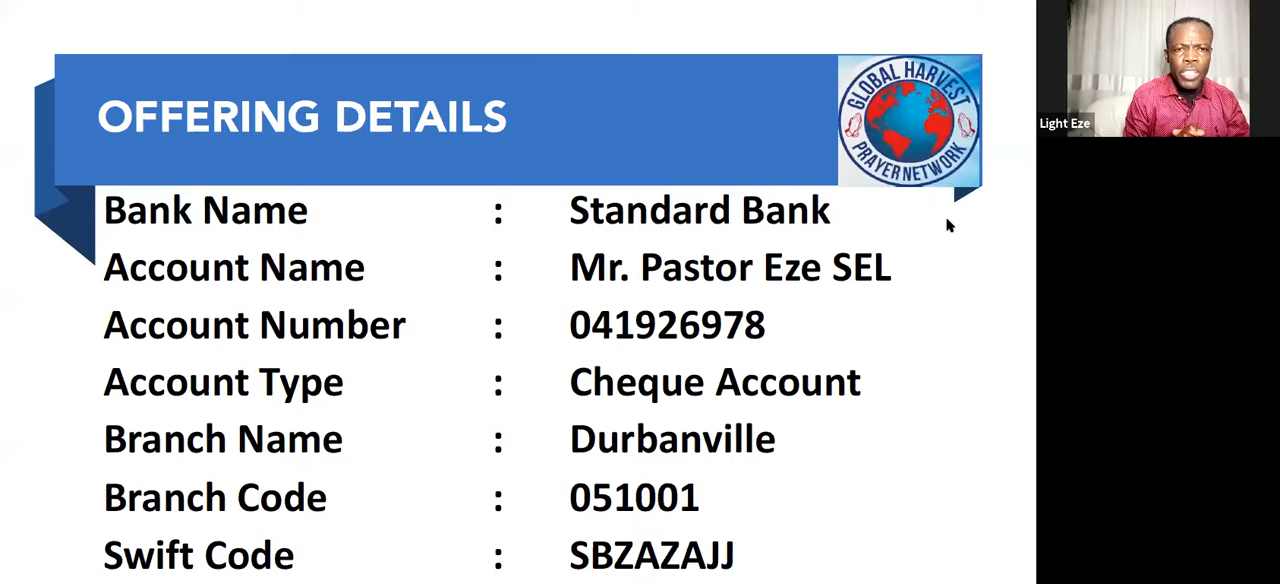 OFFERING DETAILS
GLOBAL HARVEST
PRAYER NETWORK
Light Eze
Bank Name : Standard Bank
Account Name : Mr. Pastor Eze SEL
Account Number : 041926978
Account Type : Cheque Account
Branch Name : Durbanville
Branch Code : 051001
Swift Code : SBZAZAJJ